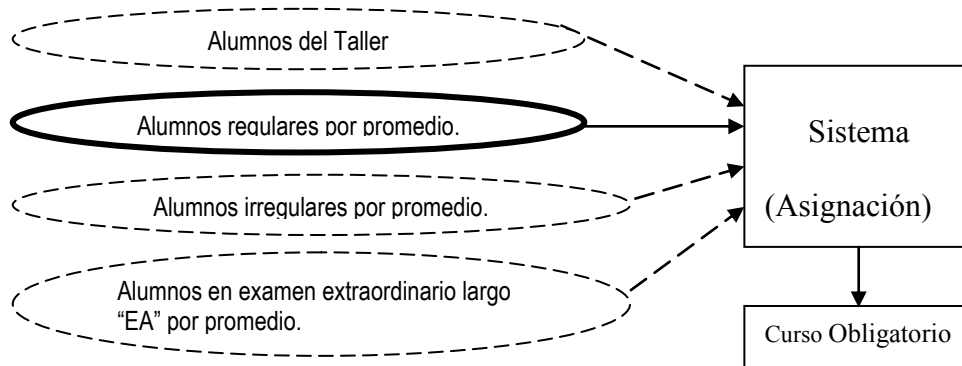 Alumnos del Taller
Alumnos regulares por promedio.
Alumnos irregulares por promedio.
Alumnos en examen extraordinario largo
“EA” por promedio.
Sistema
(Asignación)
Curso Obligatorio